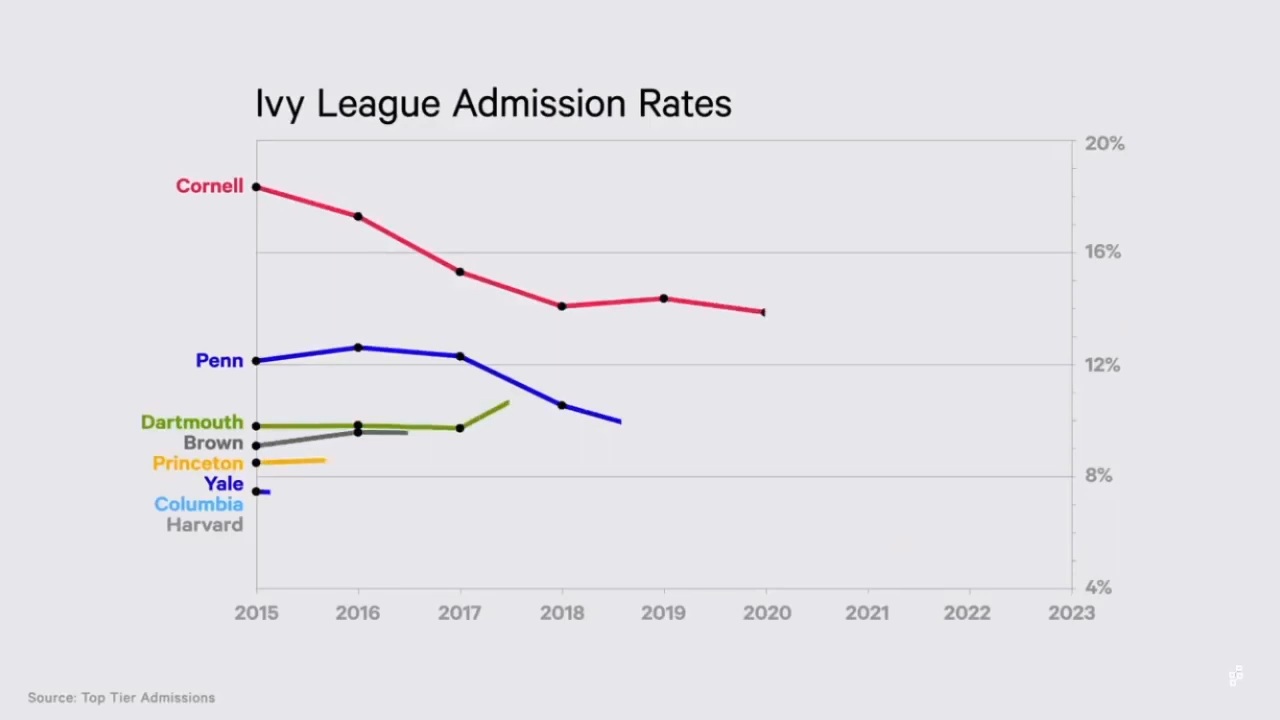 Ivy League Admission Rates
20%
Cornell
16%
Penn
12%
Dartmouth
Brown
Princeton
8%
Yale
Columbia
Harvard
4%
2015 2016 2017 2018 2019 2020 2021 2022 2023
Source: Top Tier Admissions